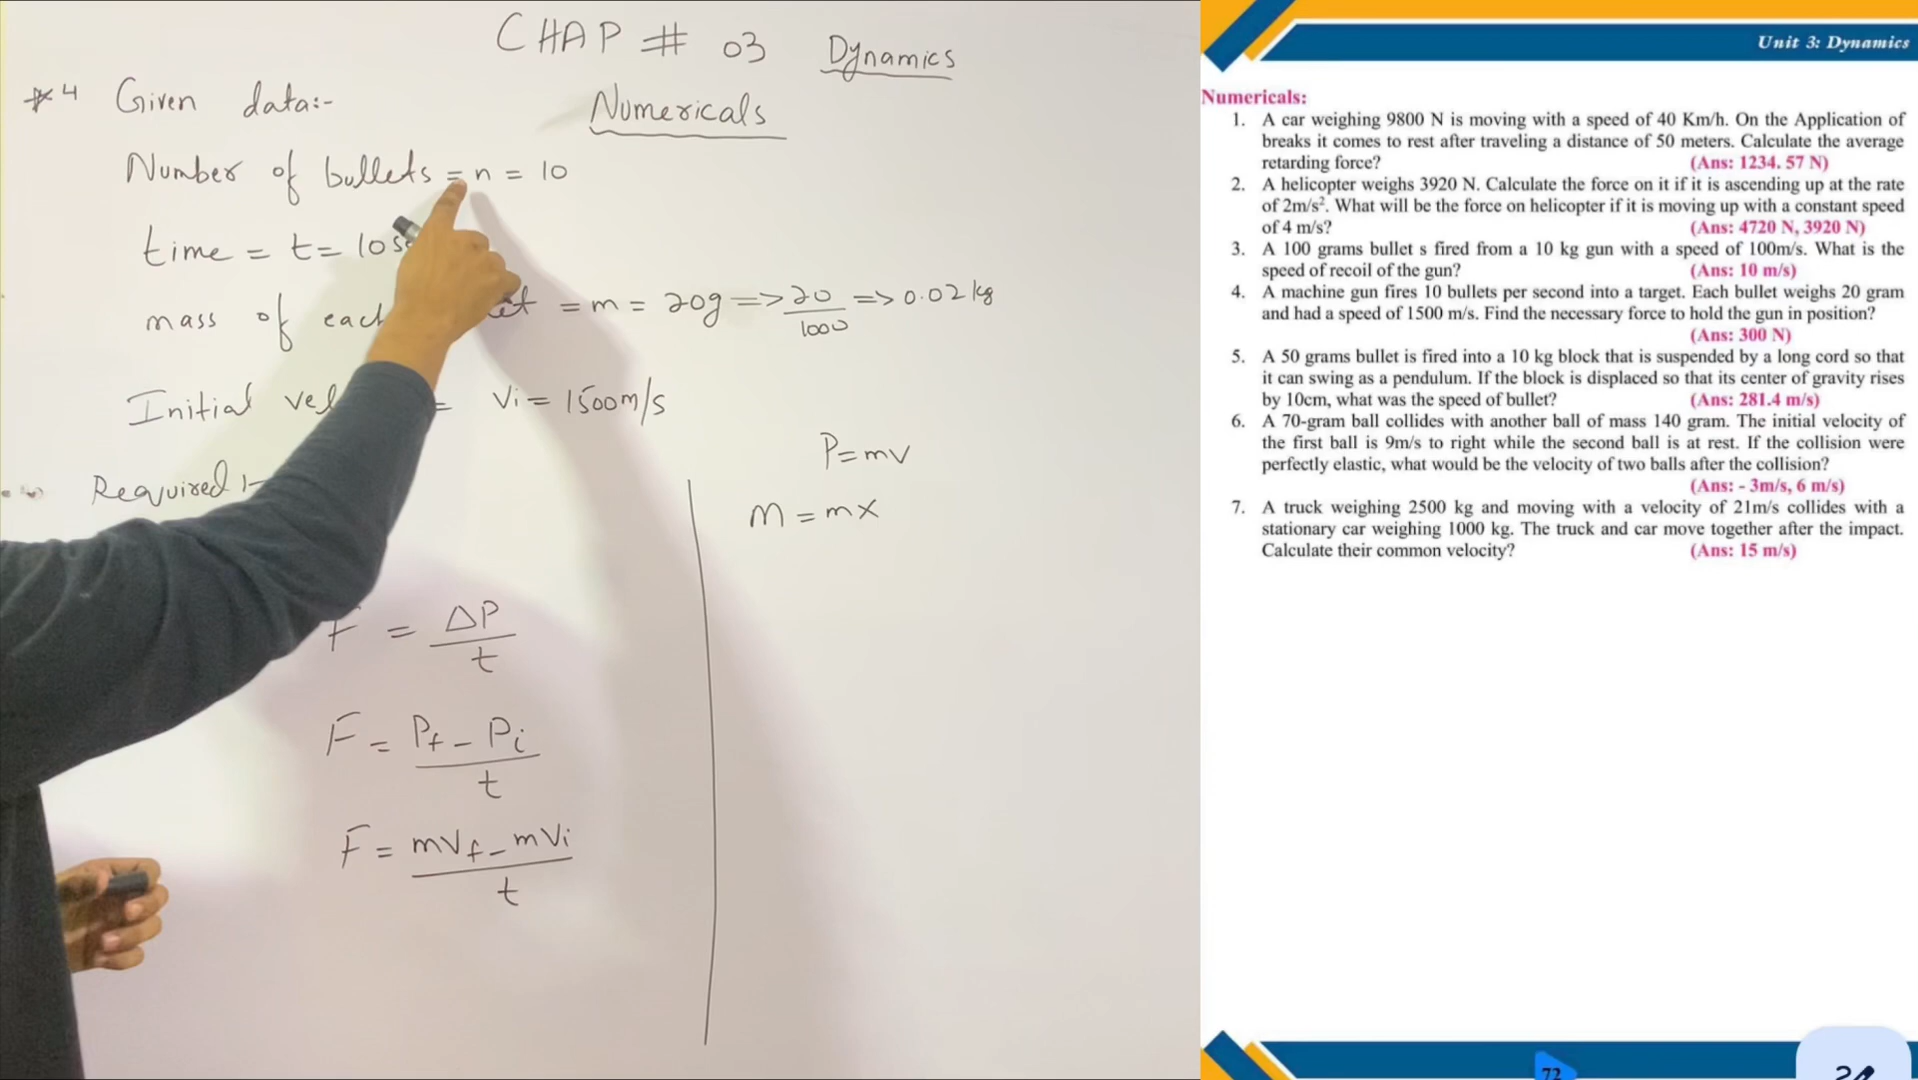 CHAP # 03 Dynamics
Numericals
*4 Given data:-
Number of bullets = n = 10
time = t = 10s
mass of each = m = 20g => 20/1000 => 0.02 kg
Initial = Vi = 1500m/s
Required :-
F = ΔP/t
F = Pf - Pi/t
F = mVf - mVi/t
P = mv
M = m×
Unit 3: Dynamics
Numericals:
1. A car weighing 9800 N is moving with a speed of 40 Km/h. On the Application of
breaks it comes to rest after traveling a distance of 50 meters. Calculate the average
retarding force? (Ans: 1234. 57 N)
2. A helicopter weighs 3920 N. Calculate the force on it if it is ascending up at the rate
of 2m/s². What will be the force on helicopter if it is moving up with a constant speed
of 4 m/s? (Ans: 4720 N, 3920 N)
3. A 100 grams bullet s fired from a 10 kg gun with a speed of 100m/s. What is the
speed of recoil of the gun? (Ans: 10 m/s)
4. A machine gun fires 10 bullets per second into a target. Each bullet weighs 20 gram
and had a speed of 1500 m/s. Find the necessary force to hold the gun in position?
(Ans: 300 N)
5. A 50 grams bullet is fired into a 10 kg block that is suspended by a long cord so that
it can swing as a pendulum. If the block is displaced so that its center of gravity rises
by 10cm, what was the speed of bullet? (Ans: 281.4 m/s)
6. A 70-gram ball collides with another ball of mass 140 gram. The initial velocity of
the first ball is 9m/s to right while the second ball is at rest. If the collision were
perfectly elastic, what would be the velocity of two balls after the collision?
(Ans: - 3m/s, 6 m/s)
7. A truck weighing 2500 kg and moving with a velocity of 21m/s collides with a
stationary car weighing 1000 kg. The truck and car move together after the impact.
Calculate their common velocity? (Ans: 15 m/s)
72